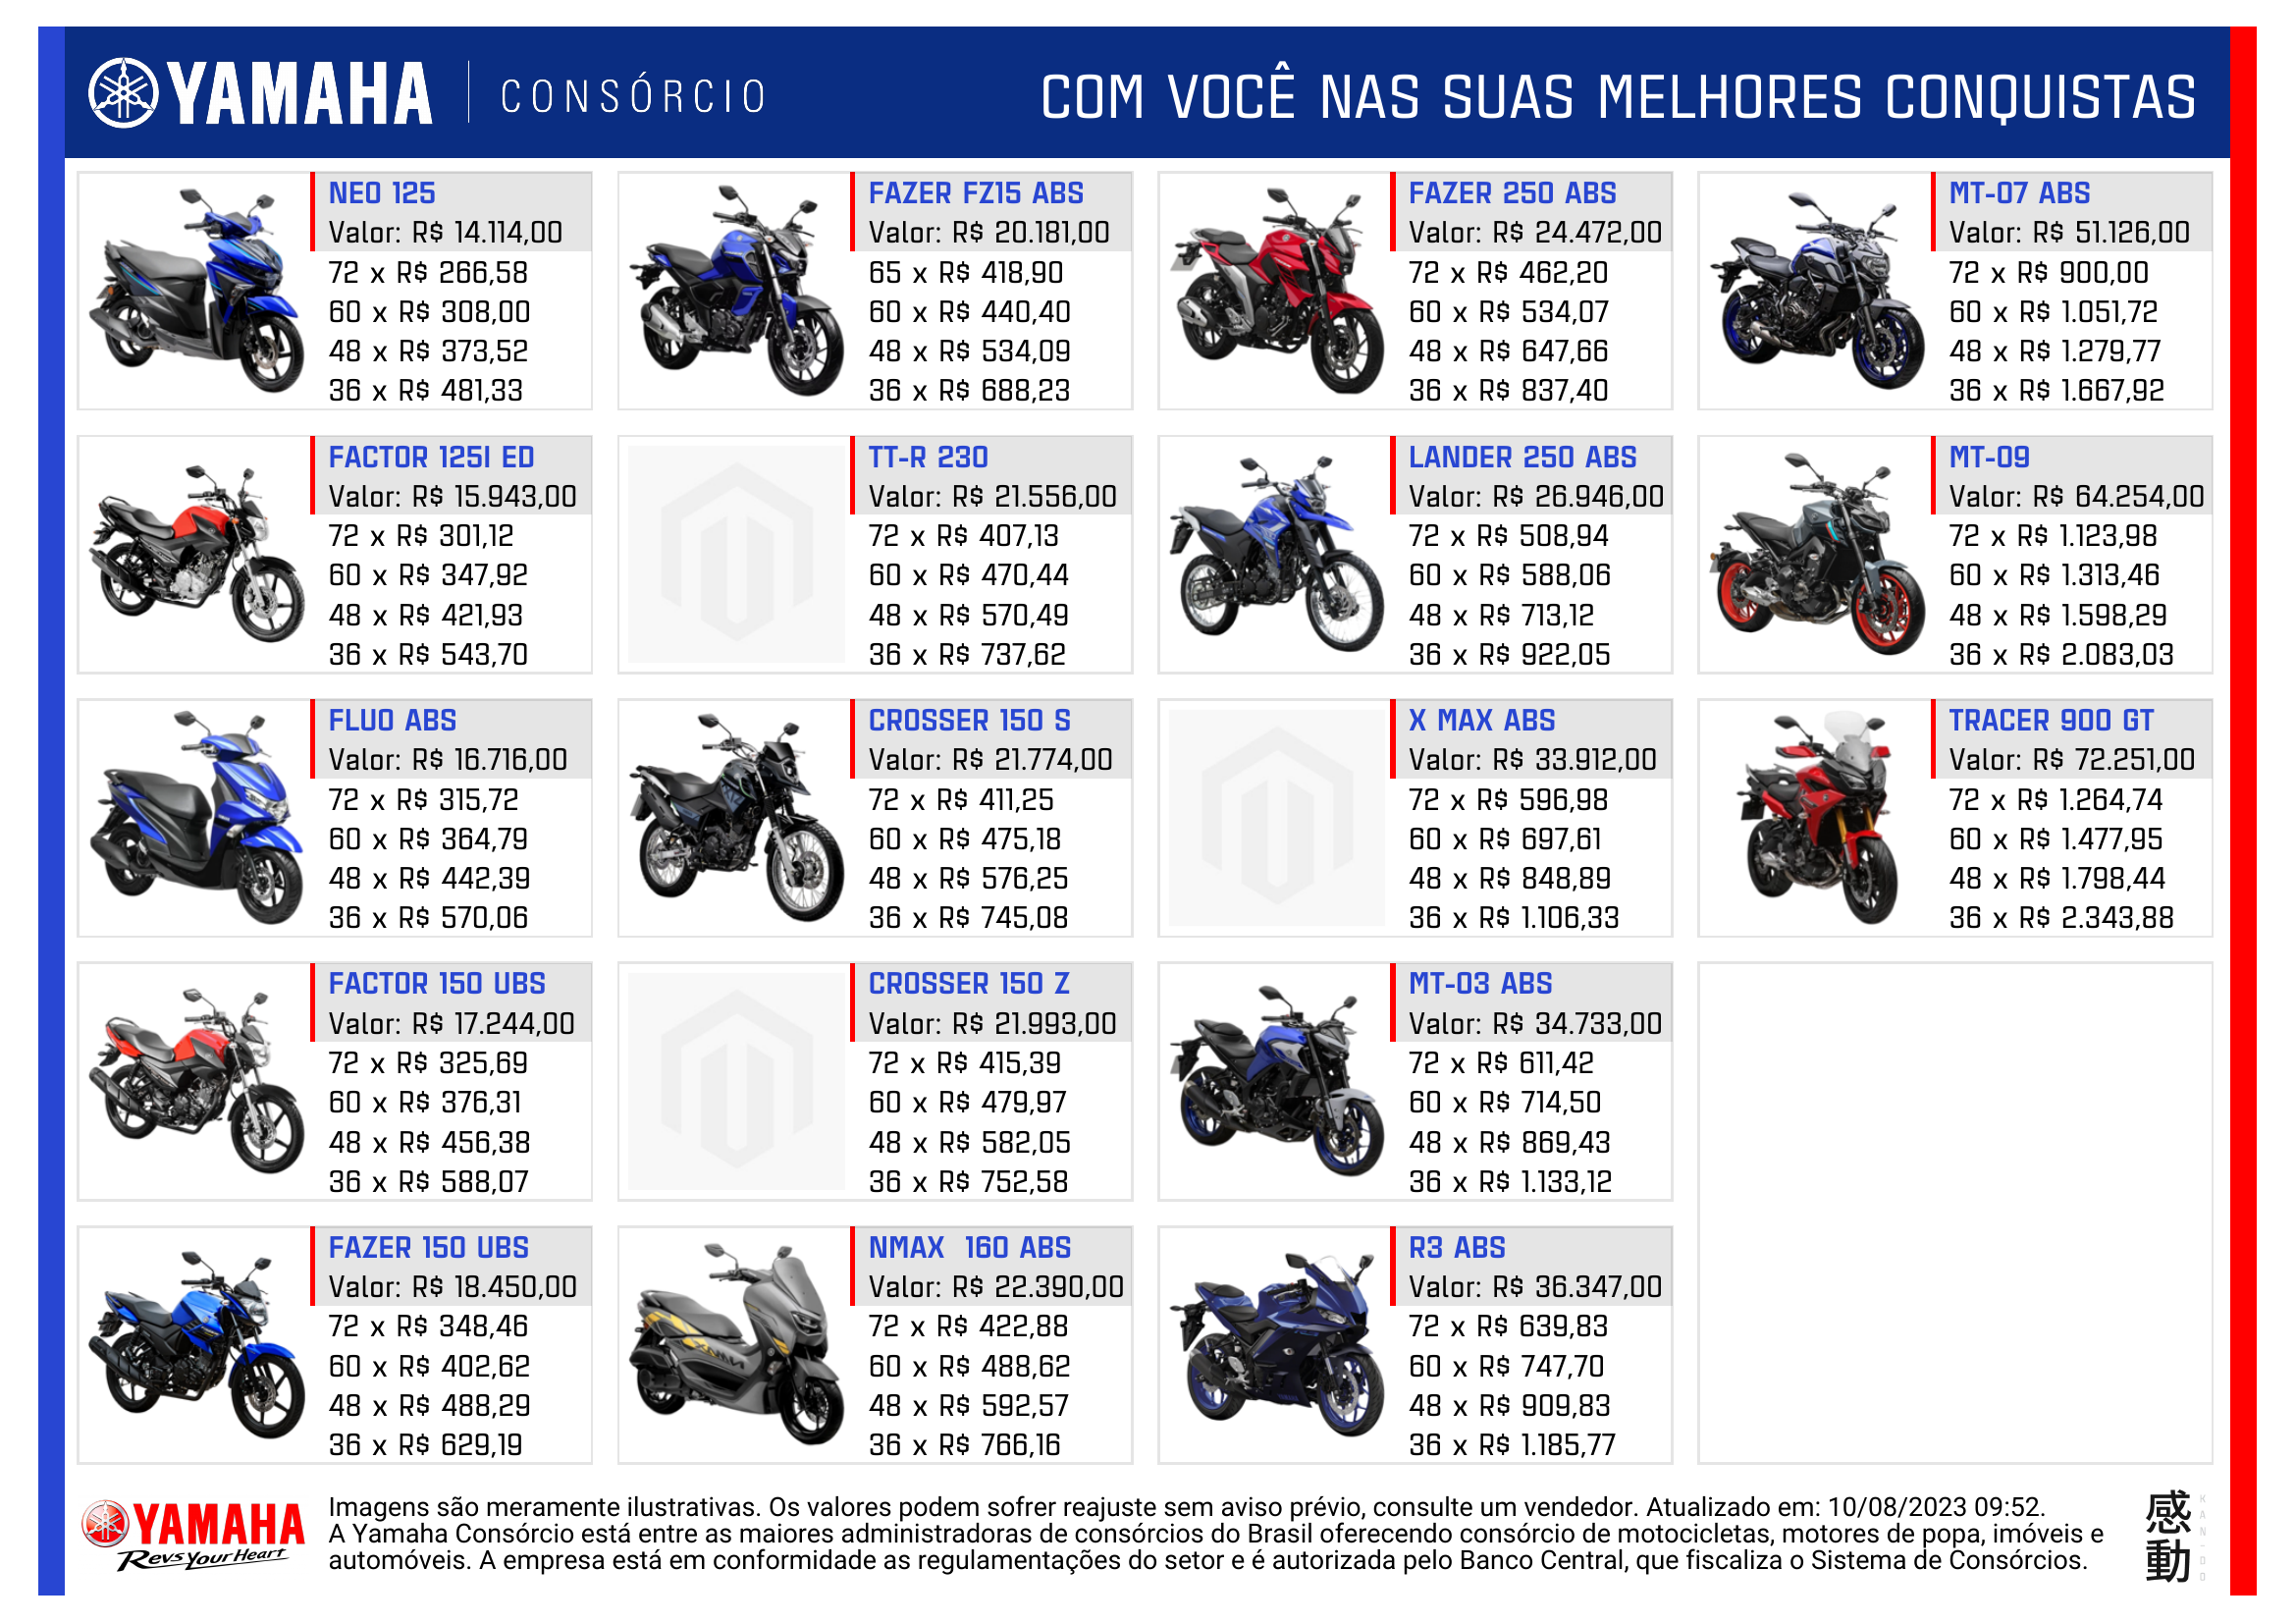 YAMAHA CONSÓRCIO
COM VOCÊ NAS SUAS MELHORES CONQUISTAS
NEO 125
Valor: R$ 14.114,00
72 x R$ 266,58
60 x R$ 308,00
48 x R$ 373,52
36 x R$ 481,33
FACTOR 125I ED
Valor: R$ 15.943,00
72 x R$ 301,12
60 x R$ 347,92
48 x R$ 421,93
36 x R$ 543,70
FLUO ABS
Valor: R$ 16.716,00
72 x R$ 315,72
60 x R$ 364,79
48 x R$ 442,39
36 x R$ 570,06
FACTOR 150 UBS
Valor: R$ 17.244,00
72 x R$ 325,69
60 x R$ 376,31
48 x R$ 456,38
36 x R$ 588,07
FAZER 150 UBS
Valor: R$ 18.450,00
72 x R$ 348,46
60 x R$ 402,62
48 x R$ 488,29
36 x R$ 629,19
FAZER FZ15 ABS
Valor: R$ 20.181,00
65 x R$ 418,90
60 x R$ 440,40
48 x R$ 534,09
36 x R$ 688,23
TT-R 230
Valor: R$ 21.556,00
72 x R$ 407,13
60 x R$ 470,44
48 x R$ 570,49
36 x R$ 737,62
CROSSER 150 S
Valor: R$ 21.774,00
72 x R$ 411,25
60 x R$ 475,18
48 x R$ 576,25
36 x R$ 745,08
CROSSER 150 Z
Valor: R$ 21.993,00
72 x R$ 415,39
60 x R$ 479,97
48 x R$ 582,05
36 x R$ 752,58
NMAX 160 ABS
Valor: R$ 22.390,00
72 x R$ 422,88
60 x R$ 488,62
48 x R$ 592,57
36 x R$ 766,16
FAZER 250 ABS
Valor: R$ 24.472,00
72 x R$ 462,20
60 x R$ 534,07
48 x R$ 647,66
36 x R$ 837,40
LANDER 250 ABS
Valor: R$ 26.946,00
72 x R$ 508,94
60 x R$ 588,06
48 x R$ 713,12
36 x R$ 922,05
X MAX ABS
Valor: R$ 33.912,00
72 x R$ 596,98
60 x R$ 697,61
48 x R$ 848,89
36 x R$ 1.106,33
MT-03 ABS
Valor: R$ 34.733,00
72 x R$ 611,42
60 x R$ 714,50
48 x R$ 869,43
36 x R$ 1.133,12
R3 ABS
Valor: R$ 36.347,00
72 x R$ 639,83
60 x R$ 747,70
48 x R$ 909,83
36 x R$ 1.185,77
MT-07 ABS
Valor: R$ 51.126,00
72 x R$ 900,00
60 x R$ 1.051,72
48 x R$ 1.279,77
36 x R$ 1.667,92
MT-09
Valor: R$ 64.254,00
72 x R$ 1.123,98
60 x R$ 1.313,46
48 x R$ 1.598,29
36 x R$ 2.083,03
TRACER 900 GT
Valor: R$ 72.251,00
72 x R$ 1.264,74
60 x R$ 1.477,95
48 x R$ 1.798,44
36 x R$ 2.343,88
YAMAHA
Revs Your Heart
Imagens são meramente ilustrativas. Os valores podem sofrer reajuste sem aviso prévio, consulte um vendedor. Atualizado em: 10/08/2023 09:52.
A Yamaha Consórcio está entre as maiores administradoras de consórcios do Brasil oferecendo consórcio de motocicletas, motores de popa, imóveis e
automóveis. A empresa está em conformidade as regulamentações do setor e é autorizada pelo Banco Central, que fiscaliza o Sistema de Consórcios.
感動
KAN-DO